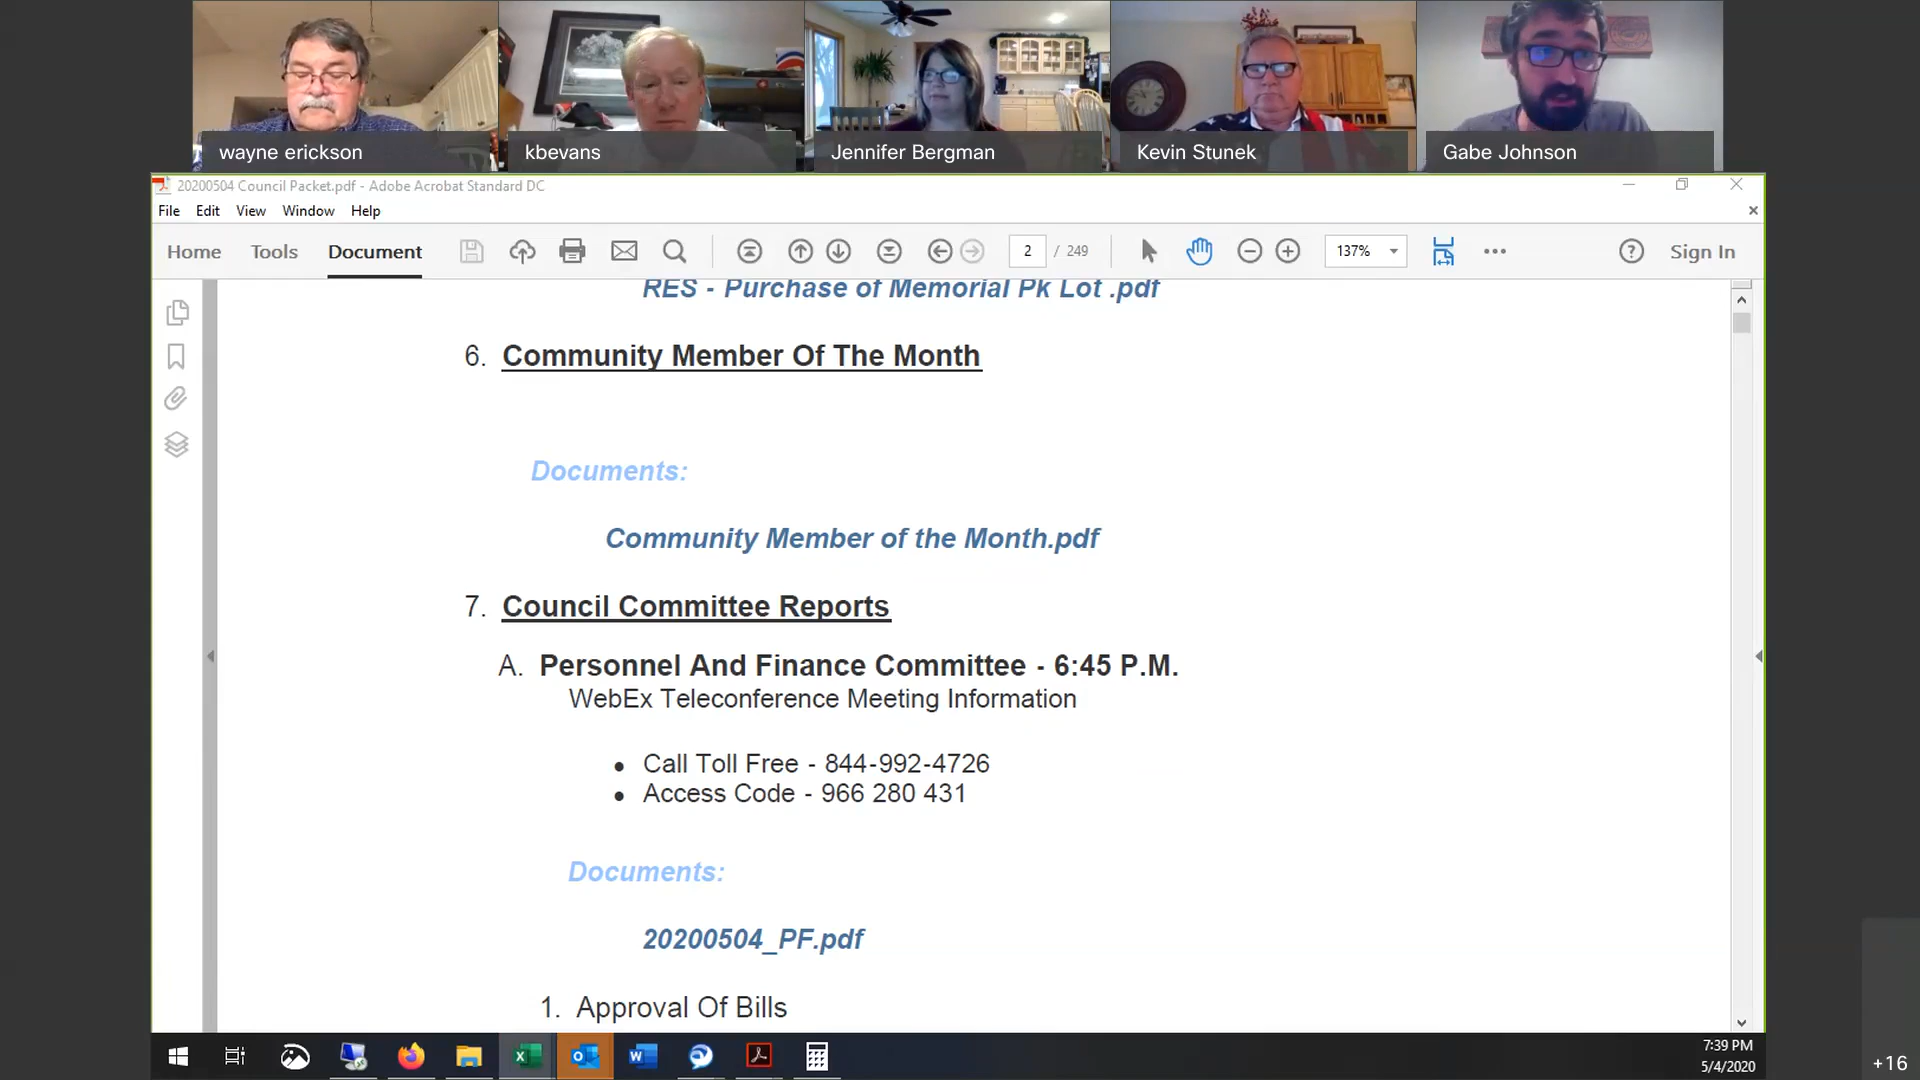 wayne erickson
kbevans
Jennifer Bergman
Kevin Stunek
Gabe Johnson
20200504 Council Packet.pdf - Adobe Acrobat Standard DC
File Edit View Window Help
Home Tools Document 2 / 249 137% Sign In
RES - Purchase of Memorial Pk Lot .pdf
6. Community Member Of The Month
Documents:
Community Member of the Month.pdf
7. Council Committee Reports
A. Personnel And Finance Committee - 6:45 P.M.
WebEx Teleconference Meeting Information
• Call Toll Free - 844-992-4726
• Access Code - 966 280 431
Documents:
20200504_PF.pdf
1. Approval Of Bills
7:39 PM
5/4/2020
+16